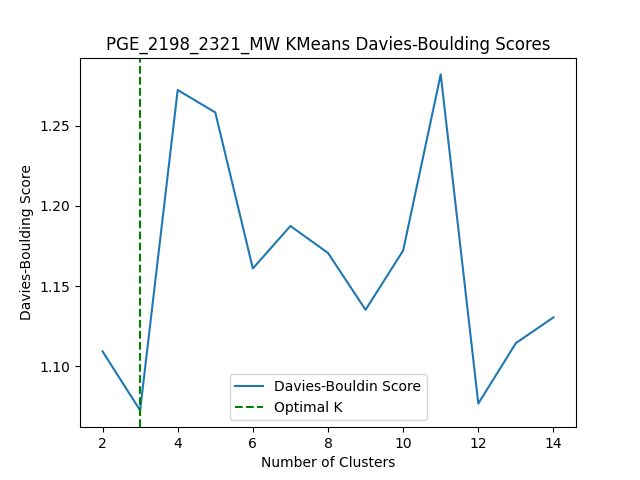 PGE_2198_2321_MW KMeans Davies-Boulding Scores
Davies-Boulding Score
1.25
1.20
1.15
1.10
Davies-Bouldin Score
Optimal K
2 4 6 8 10 12 14
Number of Clusters